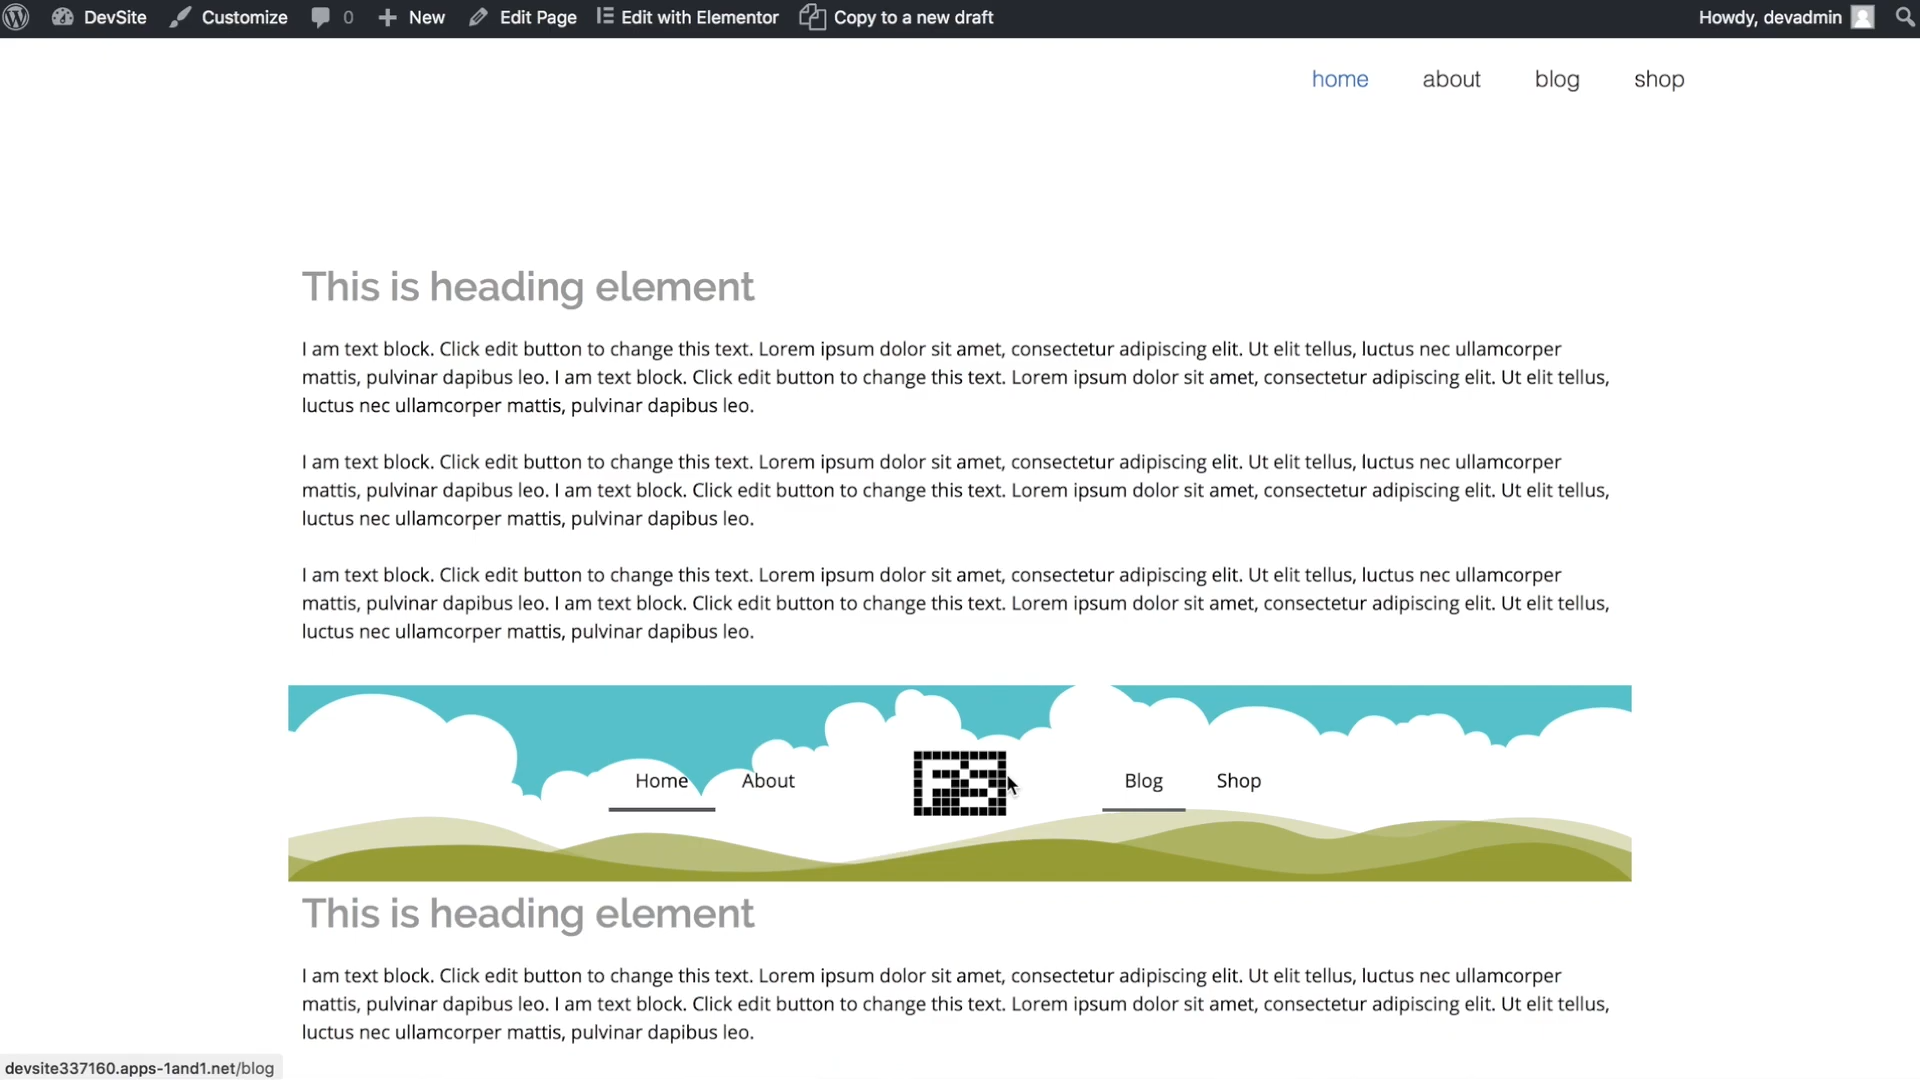 DevSite Customize 0 New Edit Page Edit with Elementor Copy to a new draft Howdy, devadmin
home about blog shop
This is heading element
I am text block. Click edit button to change this text. Lorem ipsum dolor sit amet, consectetur adipiscing elit. Ut elit tellus, luctus nec ullamcorper
mattis, pulvinar dapibus leo. I am text block. Click edit button to change this text. Lorem ipsum dolor sit amet, consectetur adipiscing elit. Ut elit tellus,
luctus nec ullamcorper mattis, pulvinar dapibus leo.
I am text block. Click edit button to change this text. Lorem ipsum dolor sit amet, consectetur adipiscing elit. Ut elit tellus, luctus nec ullamcorper
mattis, pulvinar dapibus leo. I am text block. Click edit button to change this text. Lorem ipsum dolor sit amet, consectetur adipiscing elit. Ut elit tellus,
luctus nec ullamcorper mattis, pulvinar dapibus leo.
I am text block. Click edit button to change this text. Lorem ipsum dolor sit amet, consectetur adipiscing elit. Ut elit tellus, luctus nec ullamcorper
mattis, pulvinar dapibus leo. I am text block. Click edit button to change this text. Lorem ipsum dolor sit amet, consectetur adipiscing elit. Ut elit tellus,
luctus nec ullamcorper mattis, pulvinar dapibus leo.
Home About FS Blog Shop
This is heading element
I am text block. Click edit button to change this text. Lorem ipsum dolor sit amet, consectetur adipiscing elit. Ut elit tellus, luctus nec ullamcorper
mattis, pulvinar dapibus leo. I am text block. Click edit button to change this text. Lorem ipsum dolor sit amet, consectetur adipiscing elit. Ut elit tellus,
luctus nec ullamcorper mattis, pulvinar dapibus leo.
devsite337160.apps-1and1.net/blog